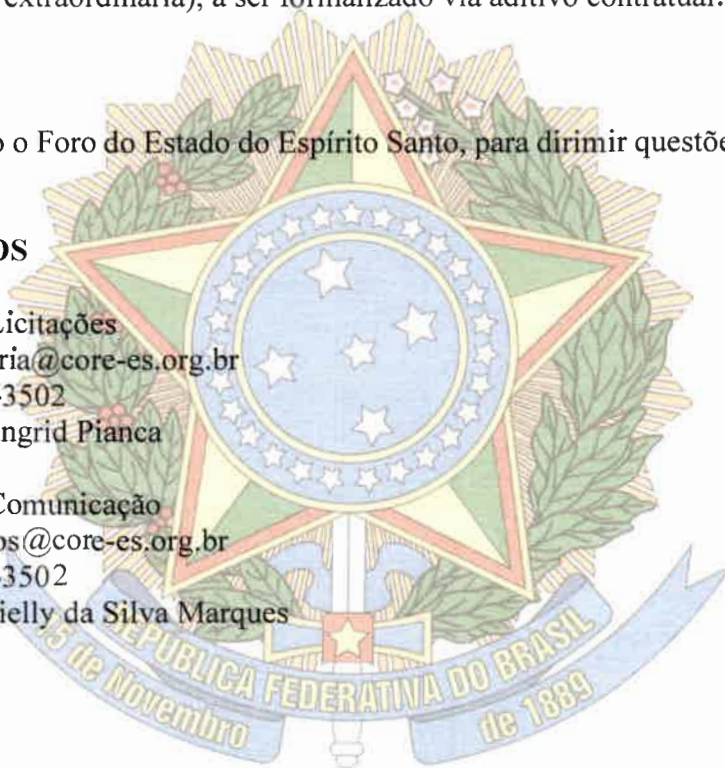 extraordinária), a ser formalizado via aditivo contratual.
o Foro do Estado do Espírito Santo, para dirimir questõe
OS
Licitações
ria@core-es.org.br
-3502
Ingrid Pianca
Comunicação
os@core-es.org.br
-3502
ielly da Silva Marques
REPÚBLICA FEDERATIVA DO BRASIL
15 de Novembro
de 1889